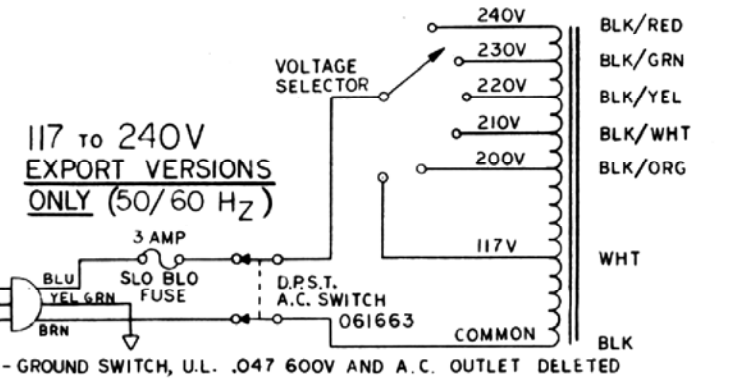 240V BLK/RED
230V BLK/GRN
VOLTAGE
SELECTOR
220V BLK/YEL
210V BLK/WHT
200V BLK/ORG
117 TO 240V
EXPORT VERSIONS
ONLY (50/60 HZ)
3 AMP
SLO BLO
FUSE
117V WHT
BLU
YEL GRN
BRN
D.P.S.T.
A.C. SWITCH
061663
COMMON BLK
- GROUND SWITCH, U.L. .047 600V AND A.C. OUTLET DELETED